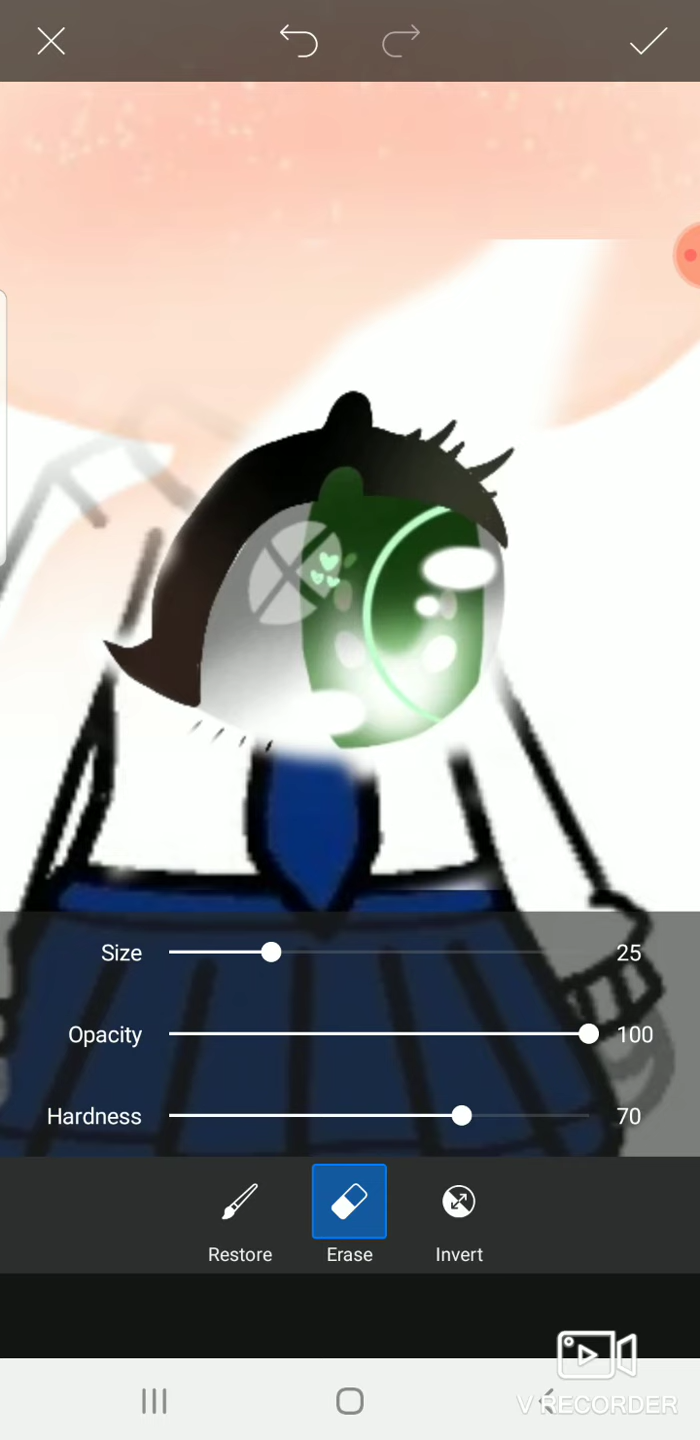 Size 25
Opacity 100
Hardness 70
Restore Erase Invert
V RECORDER